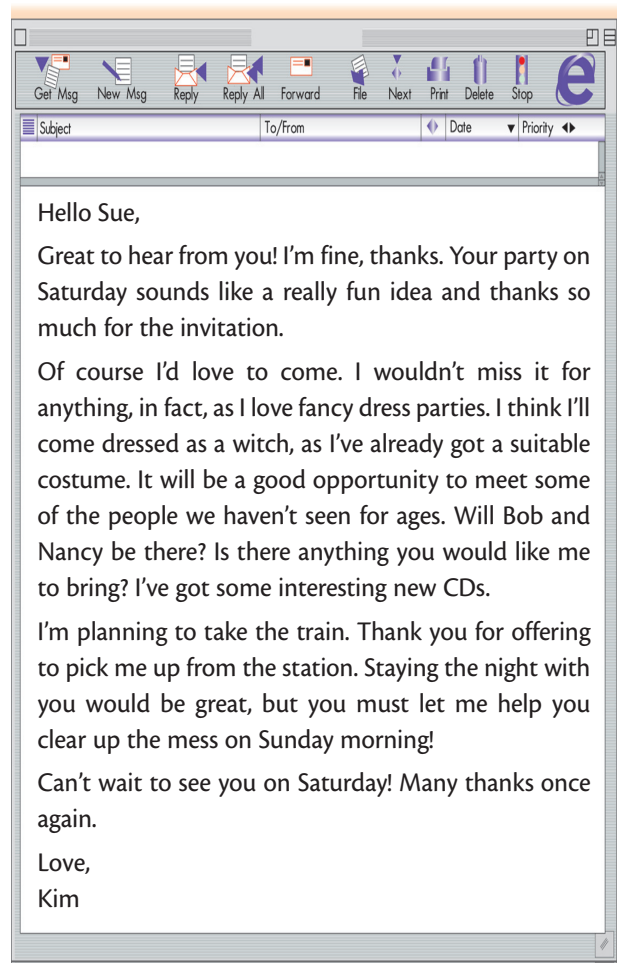 Get Msg New Msg Reply Reply All Forward File Next Print Delete Stop e
Subject To/From Date Priority
Hello Sue,
Great to hear from you! I'm fine, thanks. Your party on
Saturday sounds like a really fun idea and thanks so
much for the invitation.
Of course I'd love to come. I wouldn't miss it for
anything, in fact, as I love fancy dress parties. I think I'll
come dressed as a witch, as I've already got a suitable
costume. It will be a good opportunity to meet some
of the people we haven't seen for ages. Will Bob and
Nancy be there? Is there anything you would like me
to bring? I've got some interesting new CDs.
I'm planning to take the train. Thank you for offering
to pick me up from the station. Staying the night with
you would be great, but you must let me help you
clear up the mess on Sunday morning!
Can't wait to see you on Saturday! Many thanks once
again.
Love,
Kim